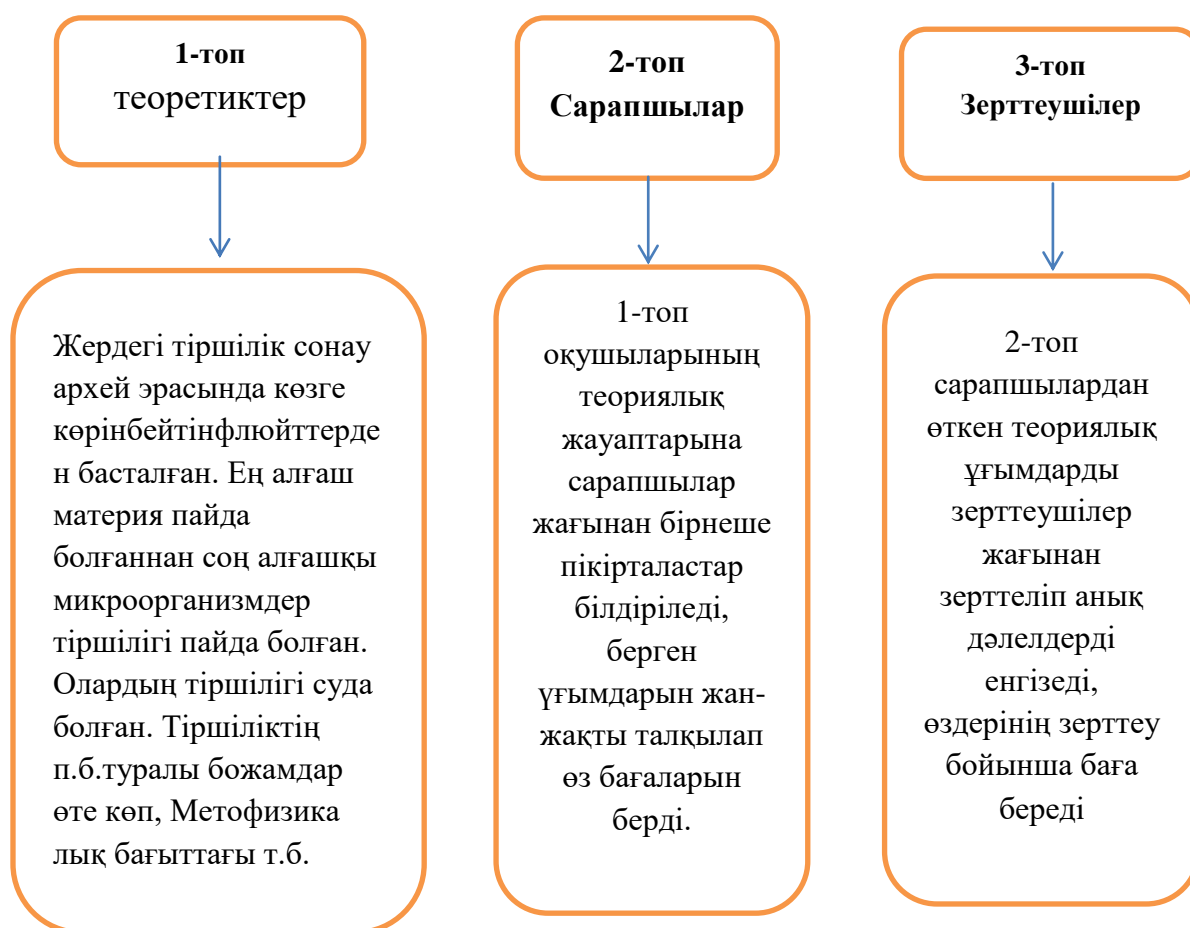 1-топ
теоретиктер
2-топ
Сарапшылар
3-топ
Зерттеушілер
Жердегі тіршілік сонау
архей эрасында көзге
көрінбейтінфлюйттерде
н басталған. Ең алғаш
материя пайда
болғаннан соң алғашқы
микроорганизмдер
тіршілігі пайда болған.
Олардың тіршілігі суда
болған. Тіршіліктің
п.б.туралы божамдар
өте көп, Метофизика
лық бағыттағы т.б.
1-топ
оқушыларының
теориялық
жауаптарына
сарапшылар
жағынан бірнеше
пікірталастар
білдіріледі,
берген
үғымдарын жан-
жақты талқылап
өз бағаларын
берді.
2-топ
сарапшылардан
өткен теориялық
ұғымдарды
зерттеушілер
жағынан
зерттеліп анық
дәлелдерді
енгізеді,
өздерінің зерттеу
бойынша баға
береді